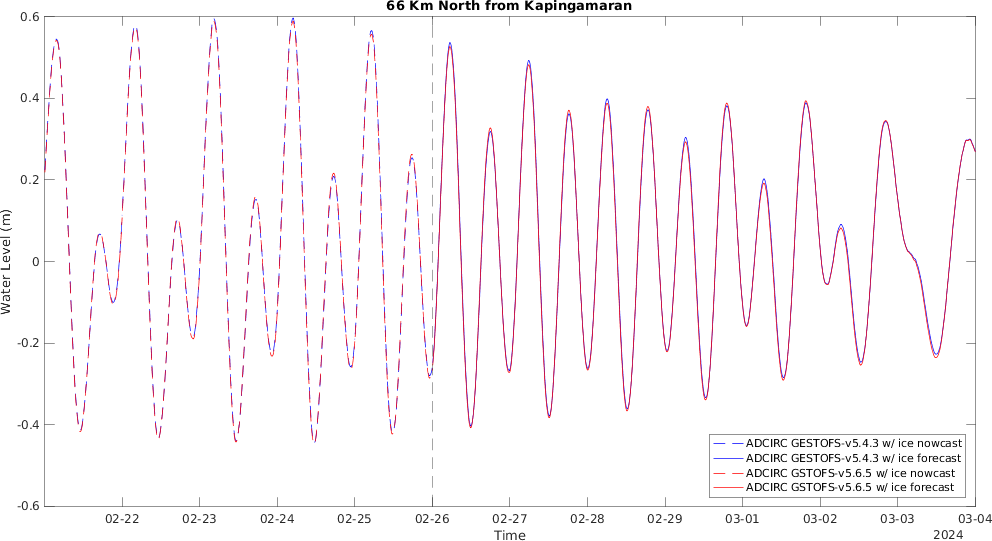 66 Km North from Kapingamaran
0.6
0.4
0.2
0
-0.2
-0.4
-0.6
Water Level (m)
ADCIRC GESTOFS-v5.4.3 w/ ice nowcast
ADCIRC GESTOFS-v5.4.3 w/ ice forecast
ADCIRC GSTOFS-v5.6.5 w/ ice nowcast
ADCIRC GSTOFS-v5.6.5 w/ ice forecast
02-22 02-23 02-24 02-25 02-26 02-27 02-28 02-29 03-01 03-02 03-03 03-04
Time
2024